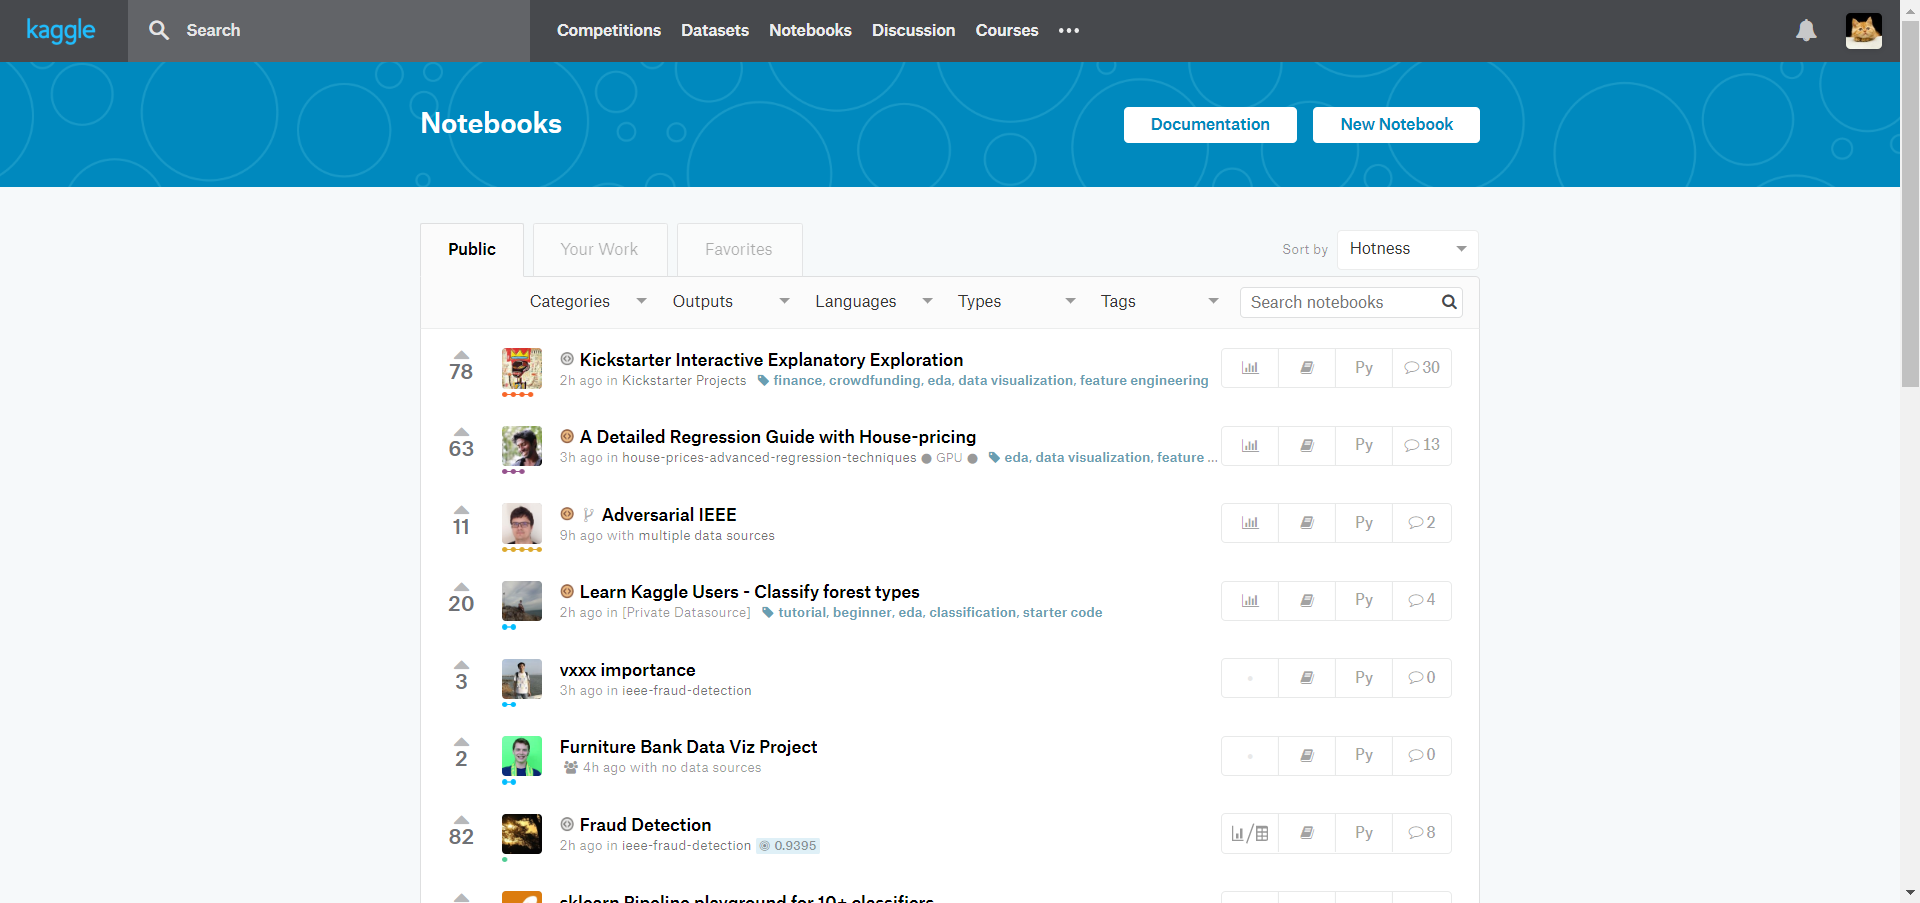 kaggle
Search
Competitions Datasets Notebooks Discussion Courses
Notebooks
Documentation New Notebook
Public Your Work Favorites Sort by Hotness
Categories Outputs Languages Types Tags Search notebooks
78 Kickstarter Interactive Explanatory Exploration
2h ago in Kickstarter Projects finance, crowdfunding, eda, data visualization, feature engineering Py 30
63 A Detailed Regression Guide with House-pricing
3h ago in house-prices-advanced-regression-techniques ● GPU ● eda, data visualization, feature ... Py 13
11 Adversarial IEEE
9h ago with multiple data sources Py 2
20 Learn Kaggle Users - Classify forest types
2h ago in [Private Datasource] tutorial, beginner, eda, classification, starter code Py 4
3 vxxx importance
3h ago in ieee-fraud-detection Py 0
2 Furniture Bank Data Viz Project
4h ago with no data sources Py 0
82 Fraud Detection
2h ago in ieee-fraud-detection 0.9395 Py 8
sklearn Pipeline playground for 10+ classifiers